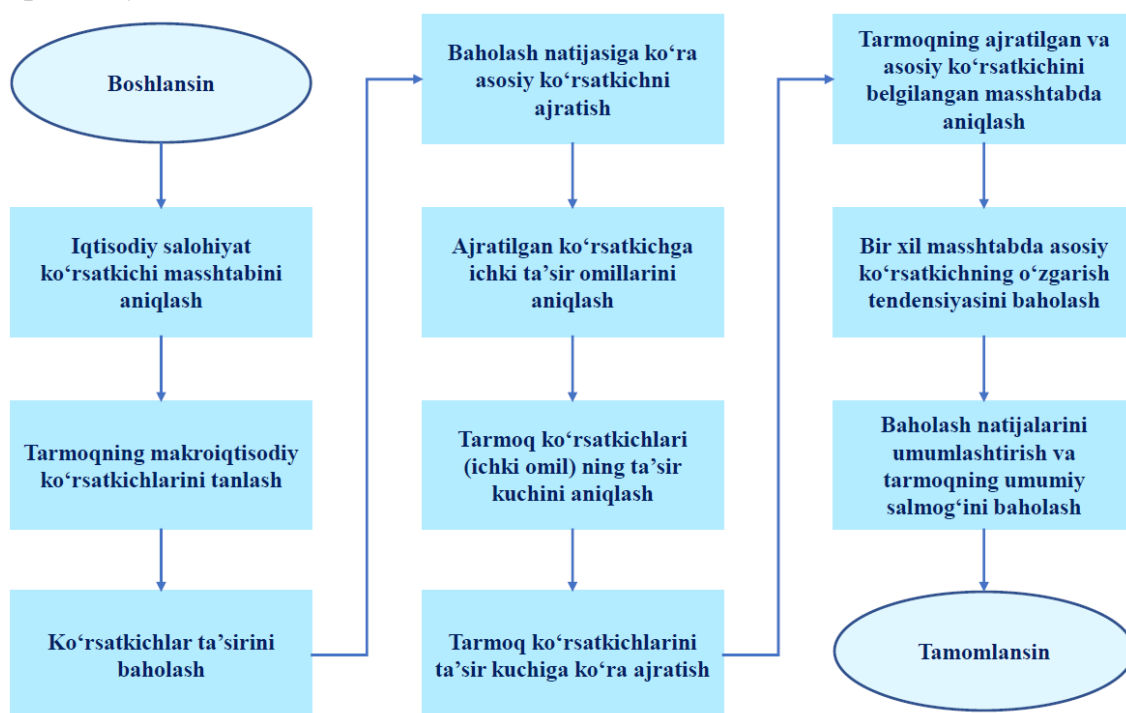 Boshlansin
Iqtisodiy salohiyat
ko‘rsatkichi masshtabini
aniqlash
Tarmoqning makroiqtisodiy
ko‘rsatkichlarini tanlash
Ko‘rsatkichlar ta’sirini
baholash
Baholash natijasiga ko‘ra
asosiy ko‘rsatkichni
ajratish
Ajratilgan ko‘rsatkichga
ichki ta’sir omillarini
aniqlash
Tarmoq ko‘rsatkichlari
(ichki omil) ning ta’sir
kuchini aniqlash
Tarmoq ko‘rsatkichlarini
ta’sir kuchiga ko‘ra ajratish
Tarmoqning ajratilgan va
asosiy ko‘rsatkichini
belgilangan masshtabda
aniqlash
Bir xil masshtabda asosiy
ko‘rsatkichning o‘zgarish
tendensiyasini baholash
Baholash natijalarini
umumlashtirish va
tarmoqning umumiy
salmog‘ini baholash
Tamomlansin